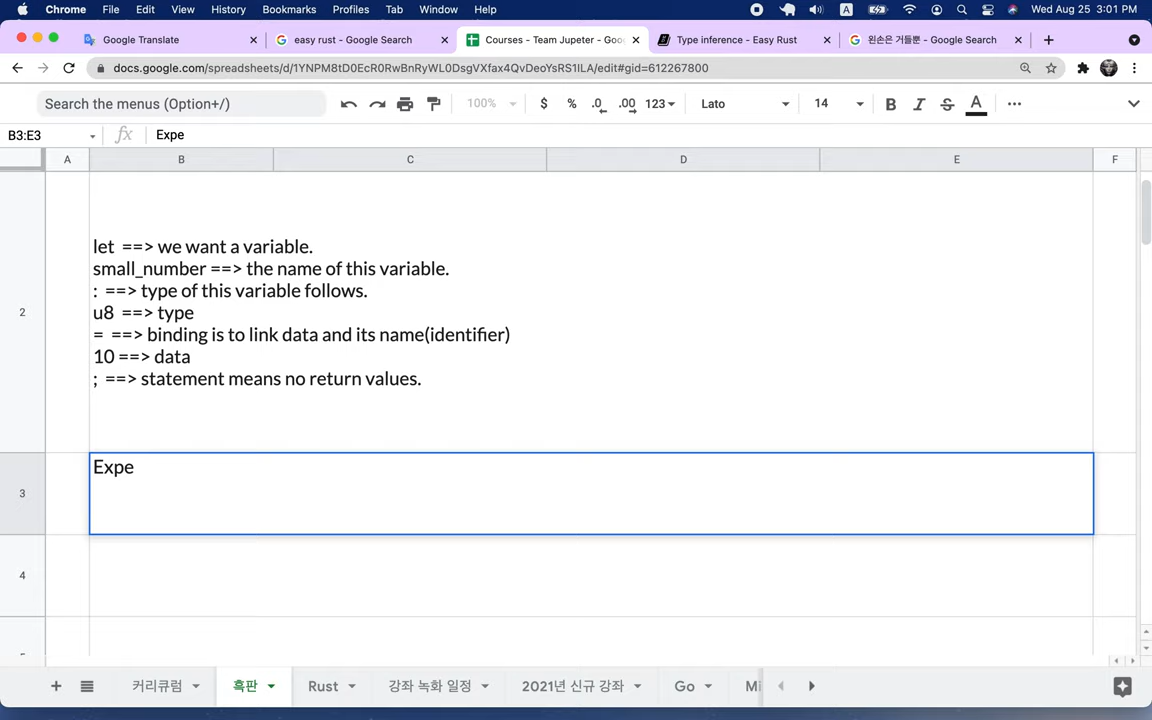 Chrome File Edit View History Bookmarks Profiles Tab Window Help A Wed Aug 25 3:01 PM
Google Translate
easy rust - Google Search
Courses - Team Jupeter - Goo
Type inference - Easy Rust
왼손은 거들뿐 - Google Search
docs.google.com/spreadsheets/d/1YNPM8tD0EcR0RwBnRyWL0DsgVXfax4QvDeoYsRS1ILA/edit#gid=612267800
Search the menus (Option+/)
100% $ % .0 .00 123 Lato 14 B I S A
B3:E3 fx Expe
A B C D E F
2
let ==> we want a variable.
small_number ==> the name of this variable.
: ==> type of this variable follows.
u8 ==> type
= ==> binding is to link data and its name(identifier)
10 ==> data
; ==> statement means no return values.
3
Expe
4
커리큐럼 흑판 Rust 강좌 녹화 일정 2021년 신규 강좌 Go Mi